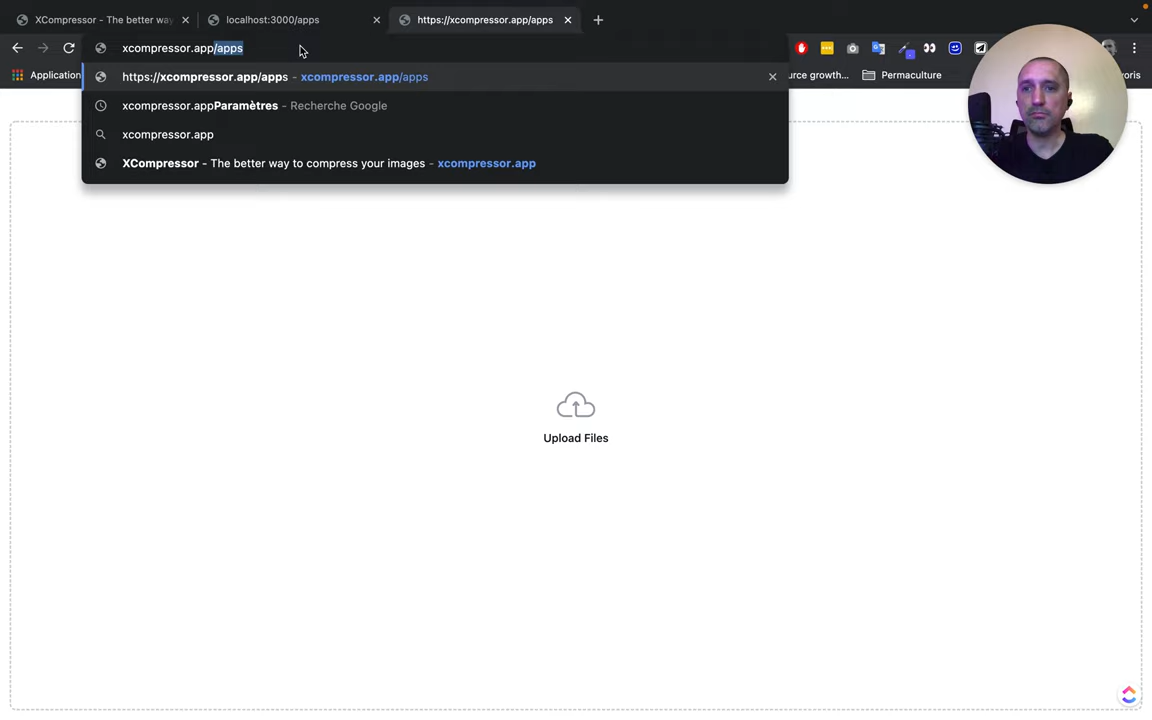 XCompressor - The better way
localhost:3000/apps
https://xcompressor.app/apps
xcompressor.app/apps
Application
urce growth...
Permaculture
oris
https://xcompressor.app/apps - xcompressor.app/apps
xcompressor.appParamètres - Recherche Google
xcompressor.app
XCompressor - The better way to compress your images - xcompressor.app
Upload Files